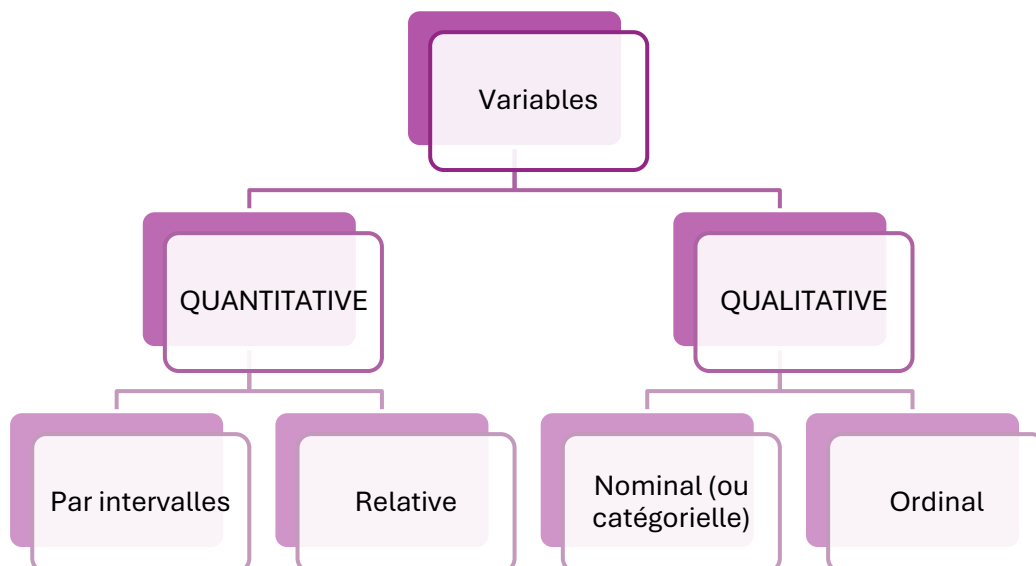 Variables
QUANTITATIVE
QUALITATIVE
Par intervalles
Relative
Nominal (ou
catégorielle)
Ordinal